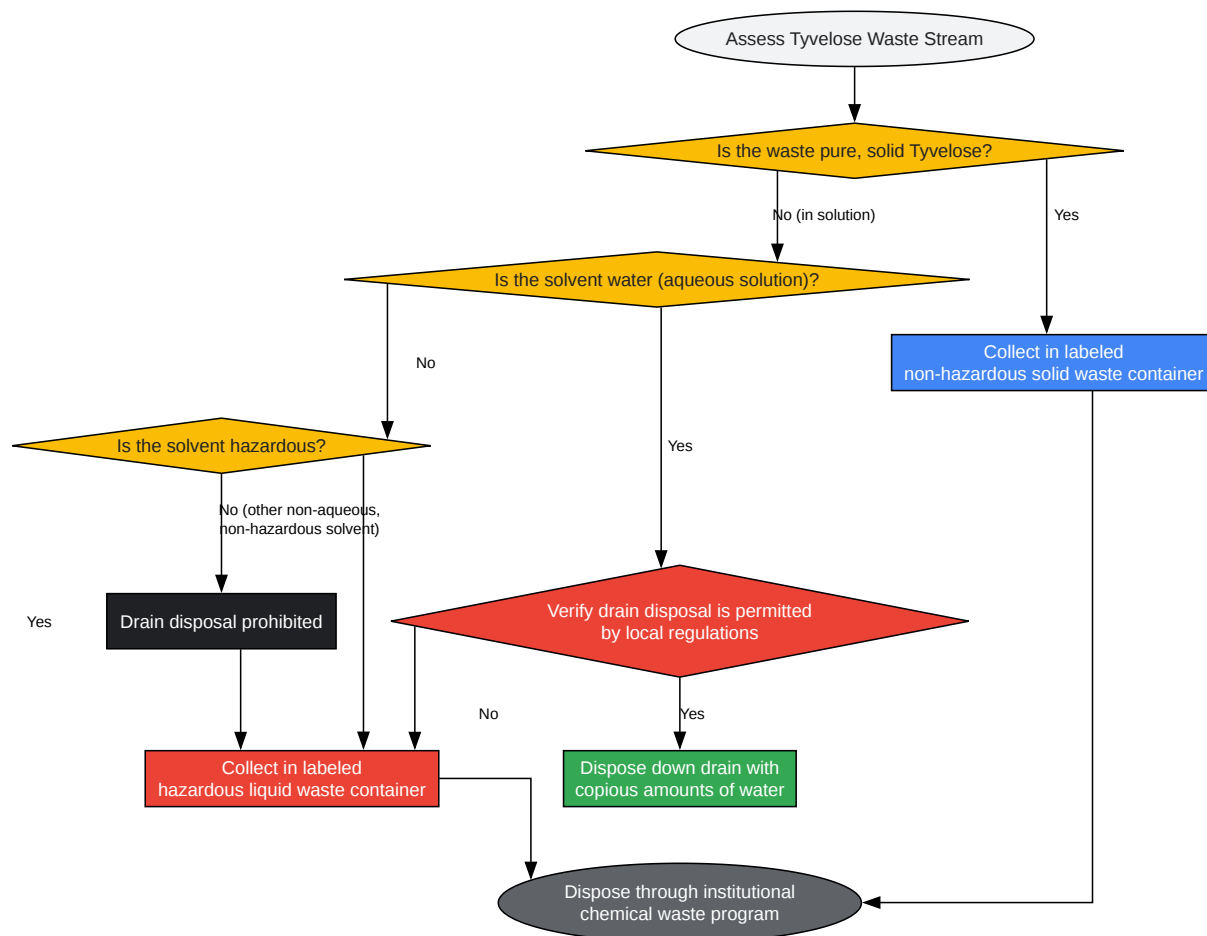 Assess Tyvelose Waste Stream
Is the waste pure, solid Tyvelose?
No (in solution)
Yes
Is the solvent water (aqueous solution)?
Collect in labeled
non-hazardous solid waste container
No
Is the solvent hazardous?
Yes
No (other non-aqueous,
non-hazardous solvent)
Verify drain disposal is permitted
by local regulations
Yes
Drain disposal prohibited
No
Yes
Collect in labeled
hazardous liquid waste container
Dispose down drain with
copious amounts of water
Dispose through institutional
chemical waste program